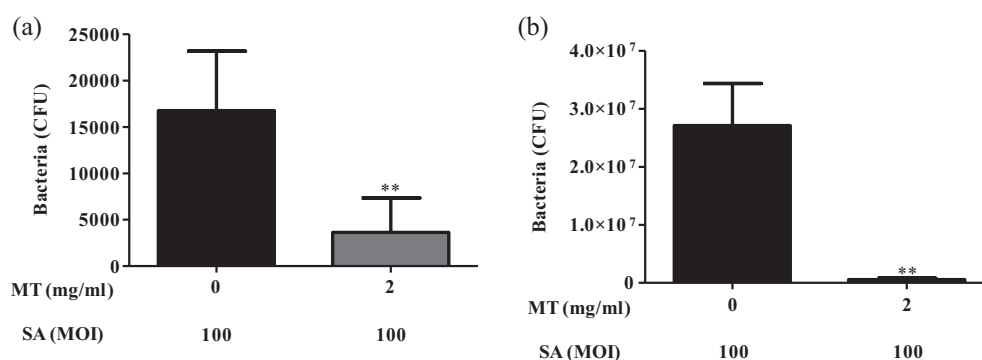 (a)
Bacteria (CFU)
25000
20000
15000
10000
5000
0
**
MT (mg/ml) 0 2
SA (MOI) 100 100
(b)
Bacteria (CFU)
4.0×10⁷
3.0×10⁷
2.0×10⁷
1.0×10⁷
0
**
MT (mg/ml) 0 2
SA (MOI) 100 100